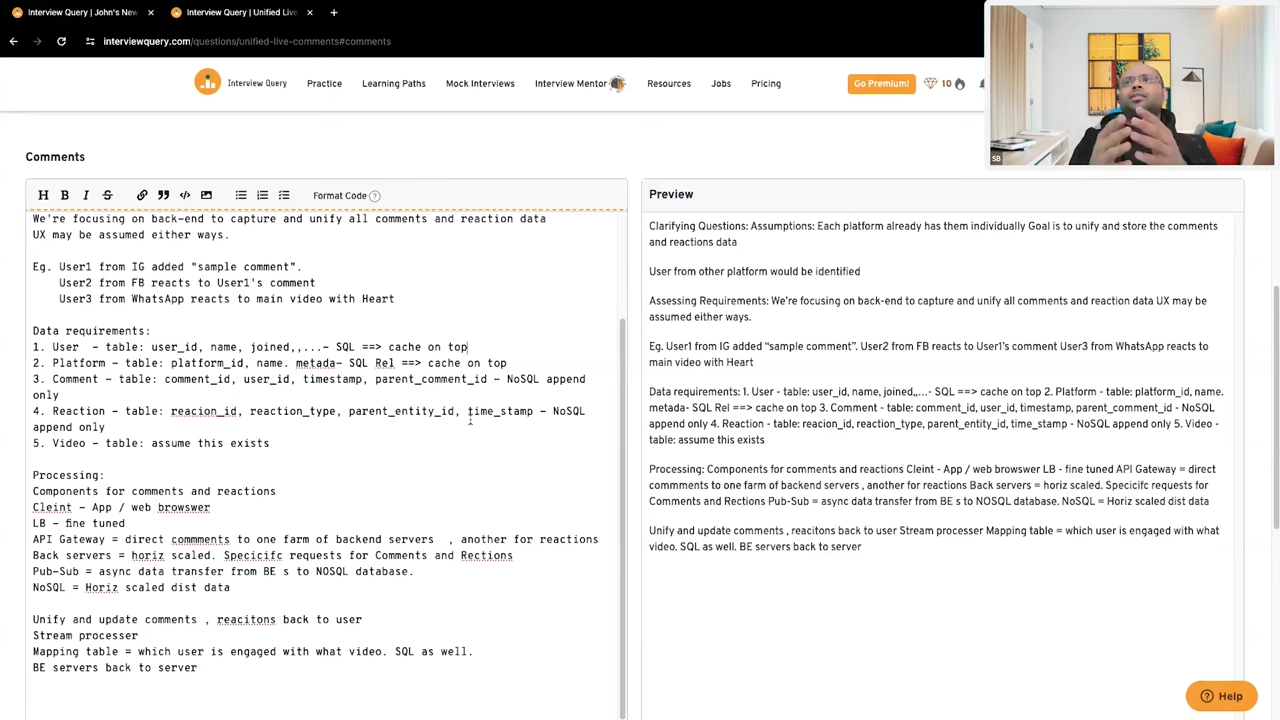 Interview Query | John's New
Interview Query | Unified Live
interviewquery.com/questions/unified-live-comments#comments
Interview Query
Practice
Learning Paths
Mock Interviews
Interview Mentor
Resources
Jobs
Pricing
Go Premium!
10
SB
Comments
H B I S
Format Code
We're focusing on back-end to capture and unify all comments and reaction data
UX may be assumed either ways.
Eg. User1 from IG added "sample comment".
User2 from FB reacts to User1's comment
User3 from WhatsApp reacts to main video with Heart
Data requirements:
1. User - table: user_id, name, joined,,...- SQL ==> cache on top
2. Platform - table: platform_id, name. metada- SQL Rel ==> cache on top
3. Comment - table: comment_id, user_id, timestamp, parent_comment_id - NoSQL append
only
4. Reaction - table: reacion_id, reaction_type, parent_entity_id, time_stamp - NoSQL
append only
5. Video - table: assume this exists
Processing:
Components for comments and reactions
Cleint - App / web browswer
LB - fine tuned
API Gateway = direct commments to one farm of backend servers , another for reactions
Back servers = horiz scaled. Specicifc requests for Comments and Rections
Pub-Sub = async data transfer from BE s to NOSQL database.
NoSQL = Horiz scaled dist data
Unify and update comments , reacitons back to user
Stream processer
Mapping table = which user is engaged with what video. SQL as well.
BE servers back to server
Preview
Clarifying Questions: Assumptions: Each platform already has them individually Goal is to unify and store the comments
and reactions data
User from other platform would be identified
Assessing Requirements: We're focusing on back-end to capture and unify all comments and reaction data UX may be
assumed either ways.
Eg. User1 from IG added "sample comment". User2 from FB reacts to User1's comment User3 from WhatsApp reacts to
main video with Heart
Data requirements: 1. User - table: user_id, name, joined,,...- SQL ==> cache on top 2. Platform - table: platform_id, name.
metada- SQL Rel ==> cache on top 3. Comment - table: comment_id, user_id, timestamp, parent_comment_id - NoSQL
append only 4. Reaction - table: reacion_id, reaction_type, parent_entity_id, time_stamp - NoSQL append only 5. Video -
table: assume this exists
Processing: Components for comments and reactions Cleint - App / web browswer LB - fine tuned API Gateway = direct
commments to one farm of backend servers , another for reactions Back servers = horiz scaled. Specicifc requests for
Comments and Rections Pub-Sub = async data transfer from BE s to NOSQL database. NoSQL = Horiz scaled dist data
Unify and update comments , reacitons back to user Stream processer Mapping table = which user is engaged with what
video. SQL as well. BE servers back to server
Help